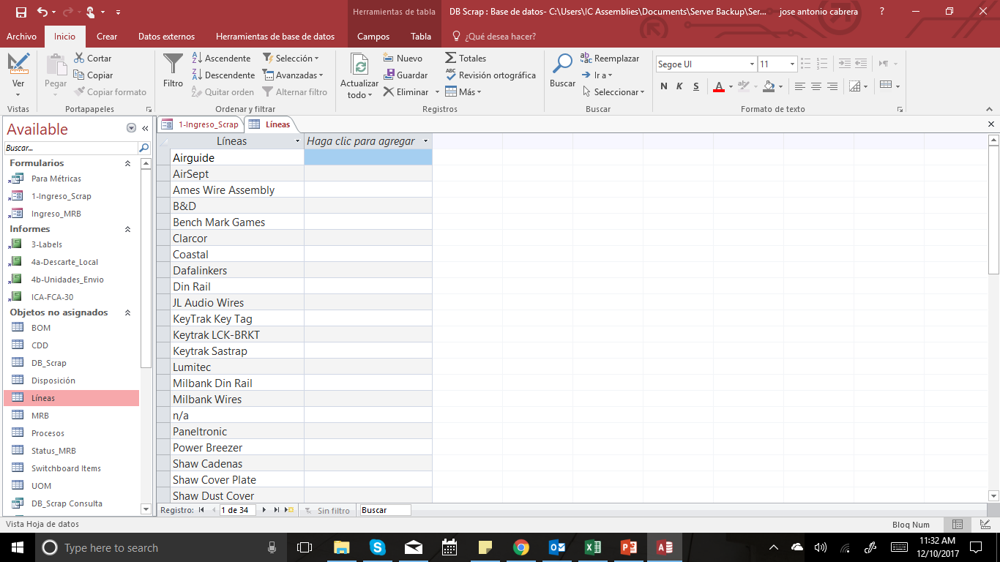 Herramientas de tabla
DB Scrap : Base de datos- C:\Users\IC Assemblies\Documents\Server Backup\Ser...
jose antonio cabrera
?
Archivo
Inicio
Crear
Datos externos
Herramientas de base de datos
Campos
Tabla
¿Qué desea hacer?
Ver
Vistas
Pegar
Cortar
Copiar
Copiar formato
Portapapeles
Filtro
Ascendente
Descendente
Quitar orden
Selección
Avanzadas
Alternar filtro
Ordenar y filtrar
Actualizar todo
Nuevo
Guardar
Eliminar
Totales
Revisión ortográfica
Más
Registros
Buscar
Reemplazar
Ir a
Seleccionar
Buscar
Segoe UI
11
N K S
Formato de texto
Available
Buscar...
Formularios
Para Métricas
1-Ingreso_Scrap
Ingreso_MRB
Informes
3-Labels
4a-Descarte_Local
4b-Unidades_Envio
ICA-FCA-30
Objetos no asignados
BOM
CDD
DB_Scrap
Disposición
Líneas
MRB
Procesos
Status_MRB
Switchboard Items
UOM
DB_Scrap Consulta
1-Ingreso_Scrap
Líneas
Líneas
Haga clic para agregar
Airguide
AirSept
Ames Wire Assembly
B&D
Bench Mark Games
Clarcor
Coastal
Dafalinkers
Din Rail
JL Audio Wires
KeyTrak Key Tag
Keytrak LCK-BRKT
Keytrak Sastrap
Lumitec
Milbank Din Rail
Milbank Wires
n/a
Paneltronic
Power Breezer
Shaw Cadenas
Shaw Cover Plate
Shaw Dust Cover
Registro:
1 de 34
Sin filtro
Buscar
Vista Hoja de datos
Bloq Num
Type here to search
11:32 AM
12/10/2017